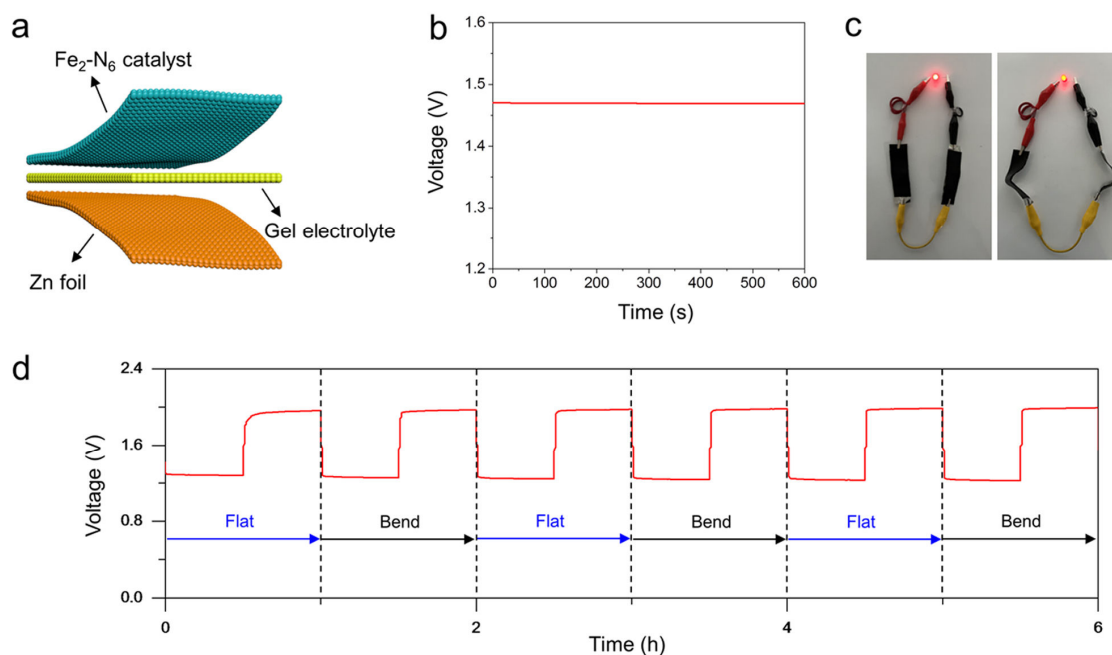 a
Fe₂-N₆ catalyst
Gel electrolyte
Zn foil
b
1.6
1.5
1.4
1.3
1.2
Voltage (V)
0 100 200 300 400 500 600
Time (s)
c
d
2.4
1.6
0.8
0.0
Voltage (V)
Flat Bend Flat Bend Flat Bend
0 2 4 6
Time (h)